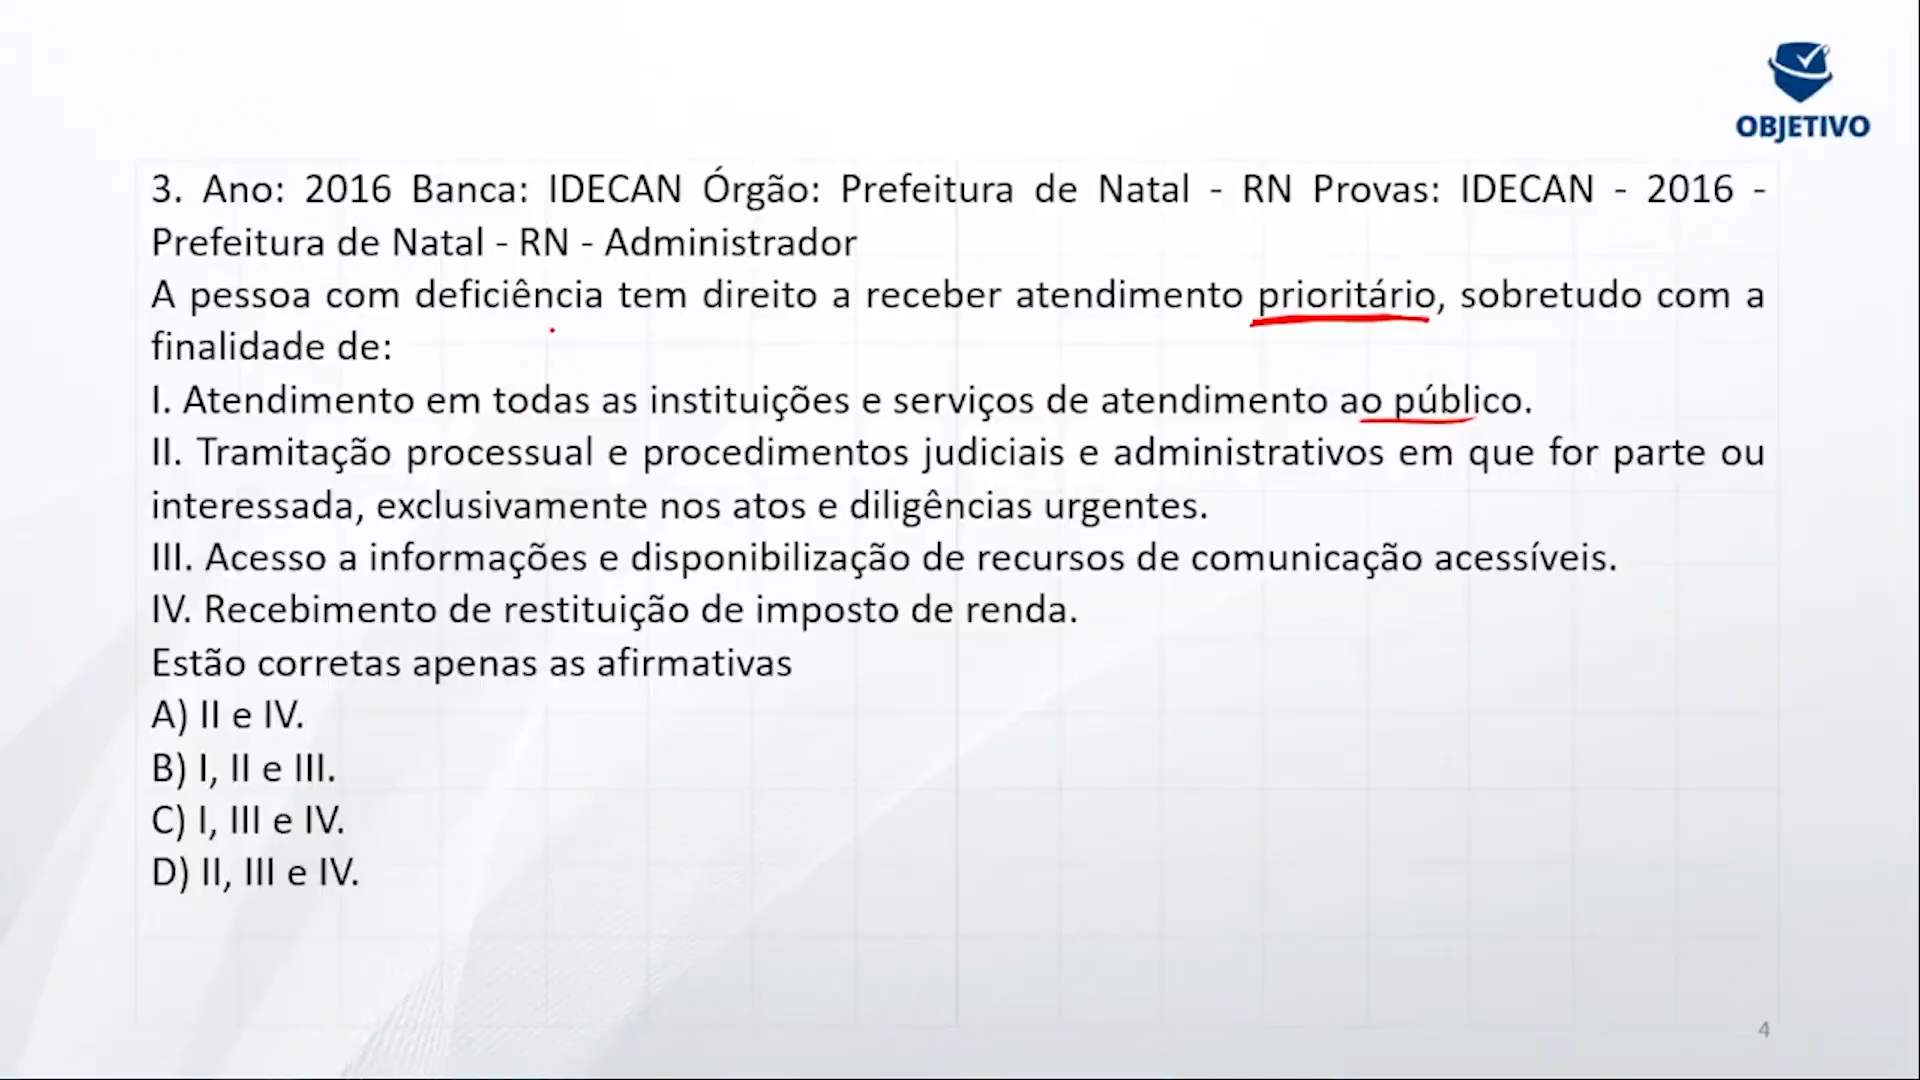 OBJETIVO
3. Ano: 2016 Banca: IDECAN Órgão: Prefeitura de Natal - RN Provas: IDECAN - 2016 -
Prefeitura de Natal - RN - Administrador
A pessoa com deficiência tem direito a receber atendimento prioritário, sobretudo com a
finalidade de:
I. Atendimento em todas as instituições e serviços de atendimento ao público.
II. Tramitação processual e procedimentos judiciais e administrativos em que for parte ou
interessada, exclusivamente nos atos e diligências urgentes.
III. Acesso a informações e disponibilização de recursos de comunicação acessíveis.
IV. Recebimento de restituição de imposto de renda.
Estão corretas apenas as afirmativas
A) II e IV.
B) I, II e III.
C) I, III e IV.
D) II, III e IV.
4